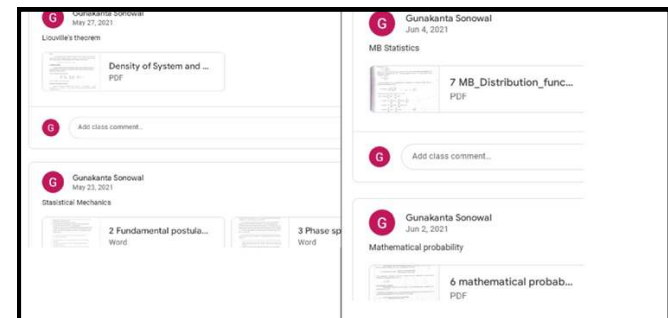 G Gunakanta Sonowal
May 27, 2021
Liouville's theorem
Density of System and ...
PDF
G Add class comment..
G Gunakanta Sonowal
May 23, 2021
Stasistical Mechanics
2 Fundamental postula...
Word
3 Phase sp
Word
G Gunakanta Sonowal
Jun 4, 2021
MB Statistics
7 MB_Distribution_func...
PDF
G Add class comment...
G Gunakanta Sonowal
Jun 2, 2021
Mathematical probability
6 mathematical probab...
PDF